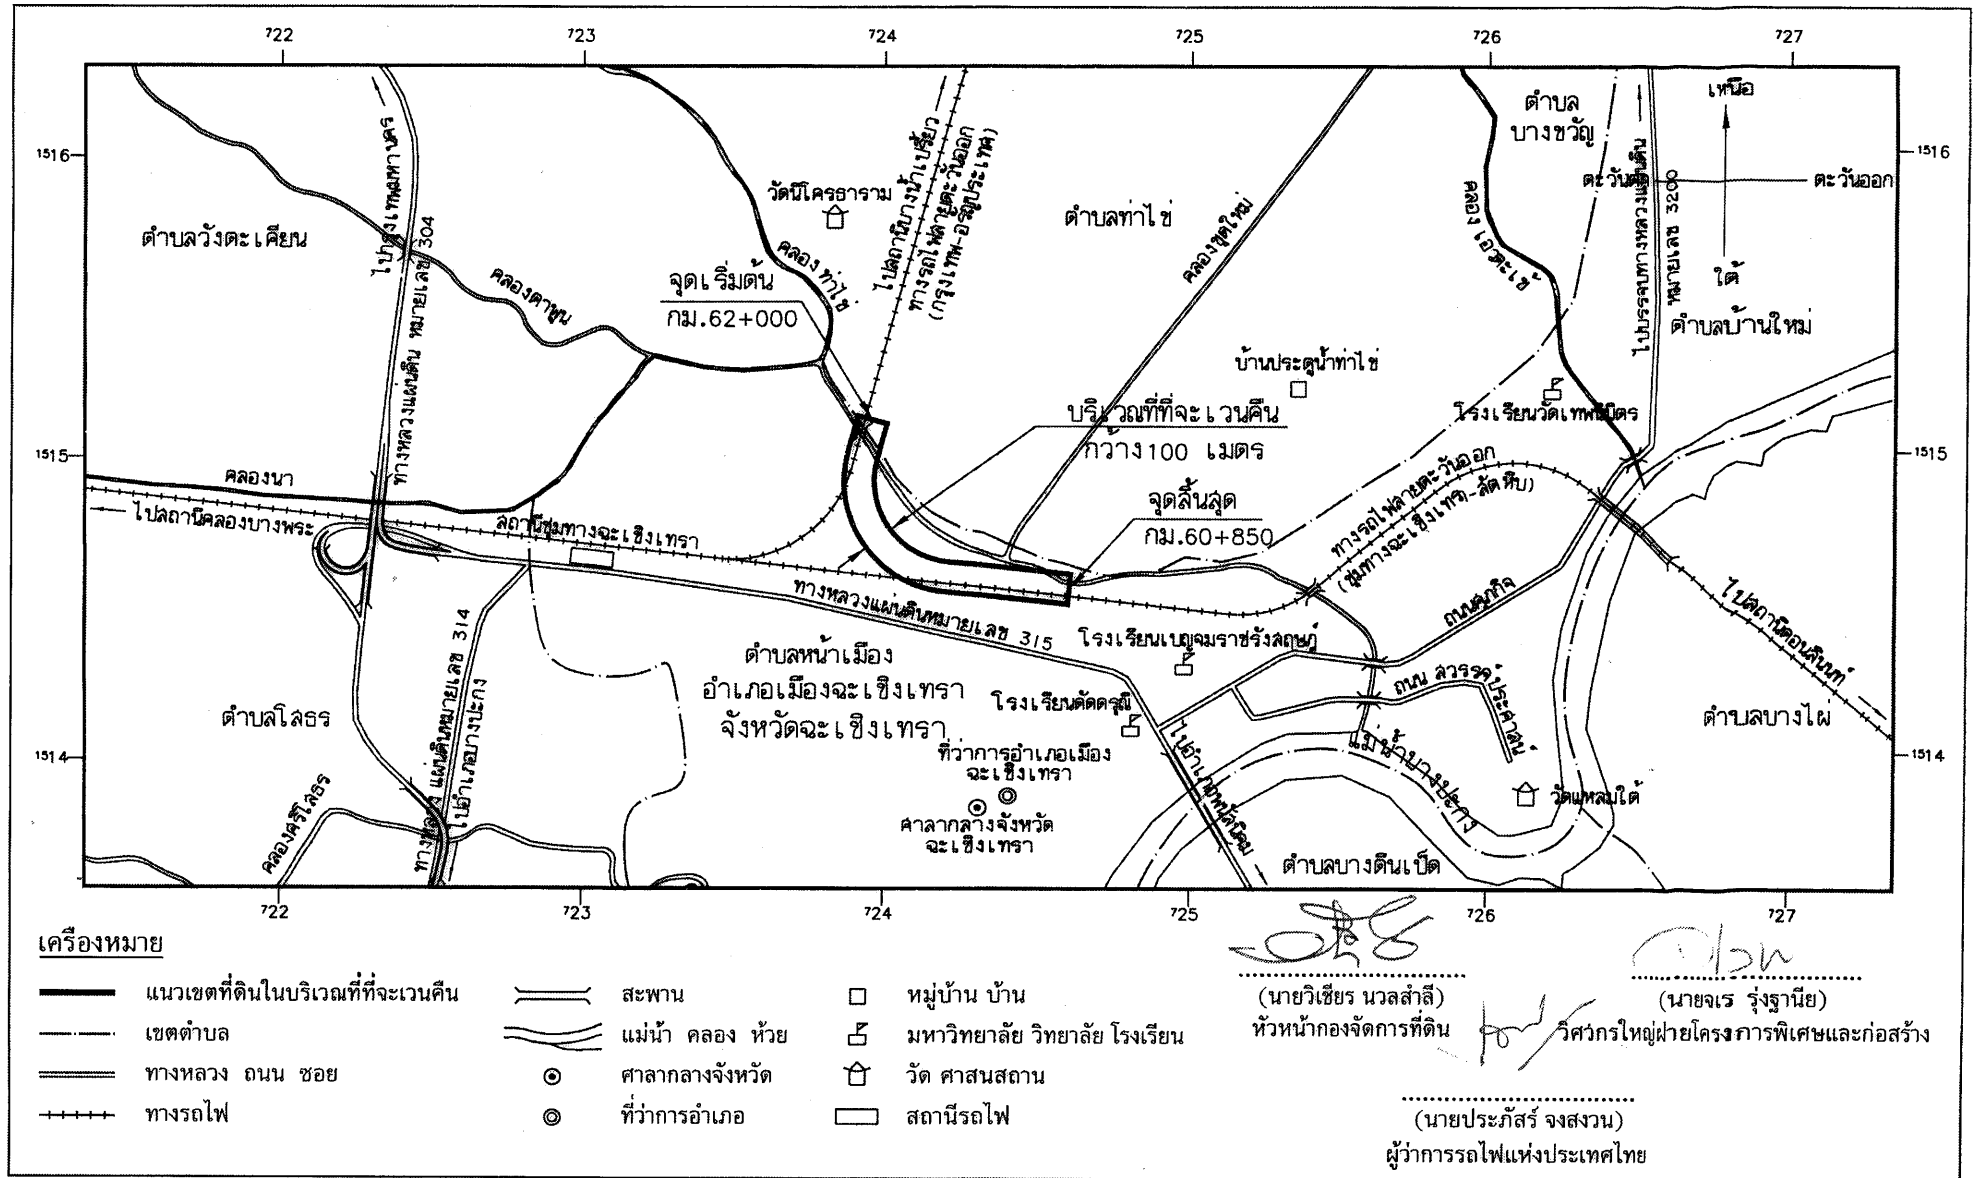 722 723 724 725 726 727
1516
1515
1514
1516
1515
1514
เหนือ
ตะวันตก
ตะวันออก
ใต้
ตำบล
บางขวัญ
ตำบลวังตะเคียน
ไปกรุงเทพมหานคร
ทางหลวงแผ่นดิน หมายเลข 304
คลองตาพูน
วัดนิโครธาราม
คลองท่าไข่
ไปสถานีบางน้ำเปรี้ยว
ทางรถไฟสายตะวันออก
(กรุงเทพ-อรัญประเทศ)
ตำบลท่าไข่
คลองขุดใหม่
คลองเอวตะเข้
ไปบรรจบทางหลวงแผ่นดิน
หมายเลข 3200
ตำบลบ้านใหม่
จุดเริ่มต้น
กม.62+000
บ้านประตูน้ำท่าไข่
โรงเรียนวัดเทพนิมิตร
บริเวณที่ที่จะเวนคืน
กว้าง100 เมตร
คลองนา
ไปสถานีคลองบางพระ
สถานีชุมทางฉะเชิงเทรา
จุดสิ้นสุด
กม.60+850
ทางรถไฟสายตะวันออก
(ชุมทางฉะเชิงเทรา-สัตหีบ)
ทางหลวงแผ่นดินหมายเลข 315
ถนนศุภกิจ
ไปสถานีดอนสีนนท์
โรงเรียนเบญจมราชรังสฤษฎ์
ตำบลหน้าเมือง
อำเภอเมืองฉะเชิงเทรา
จังหวัดฉะเชิงเทรา
ทางหลวงแผ่นดินหมายเลข 314
ไปอำเภอบางปะกง
ตำบลโสธร
โรงเรียนดัดดรุณี
ถนน สวรรค์ประศาสน์
ตำบลบางไผ่
ที่ว่าการอำเภอเมือง
ฉะเชิงเทรา
ศาลากลางจังหวัด
ฉะเชิงเทรา
ไปอำเภอพนัสนิคม
แม่น้ำบางปะกง
วัดแหลมใต้
คลองศรีโสธร
ตำบลบางตีนเป็ด
722 723 724 725 726 727
เครื่องหมาย
แนวเขตที่ดินในบริเวณที่ที่จะเวนคืน
เขตตำบล
ทางหลวง ถนน ซอย
ทางรถไฟ
สะพาน
แม่น้ำ คลอง ห้วย
ศาลากลางจังหวัด
ที่ว่าการอำเภอ
หมู่บ้าน บ้าน
มหาวิทยาลัย วิทยาลัย โรงเรียน
วัด ศาสนสถาน
สถานีรถไฟ
(นายวิเชียร นวลสำลี)
หัวหน้ากองจัดการที่ดิน
(นายจเร รุ่งฐานีย)
วิศวกรใหญ่ฝ่ายโครงการพิเศษและก่อสร้าง
(นายประภัสร์ จงสงวน)
ผู้ว่าการรถไฟแห่งประเทศไทย